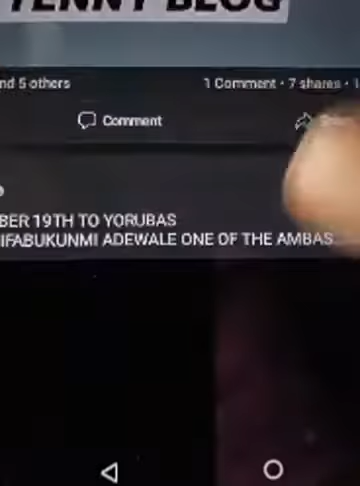 TENNY BLOG
nd 5 others
1 Comment • 7 shares • 1
Comment
BER 19TH TO YORUBAS
IFABUKUNMI ADEWALE ONE OF THE AMBAS...